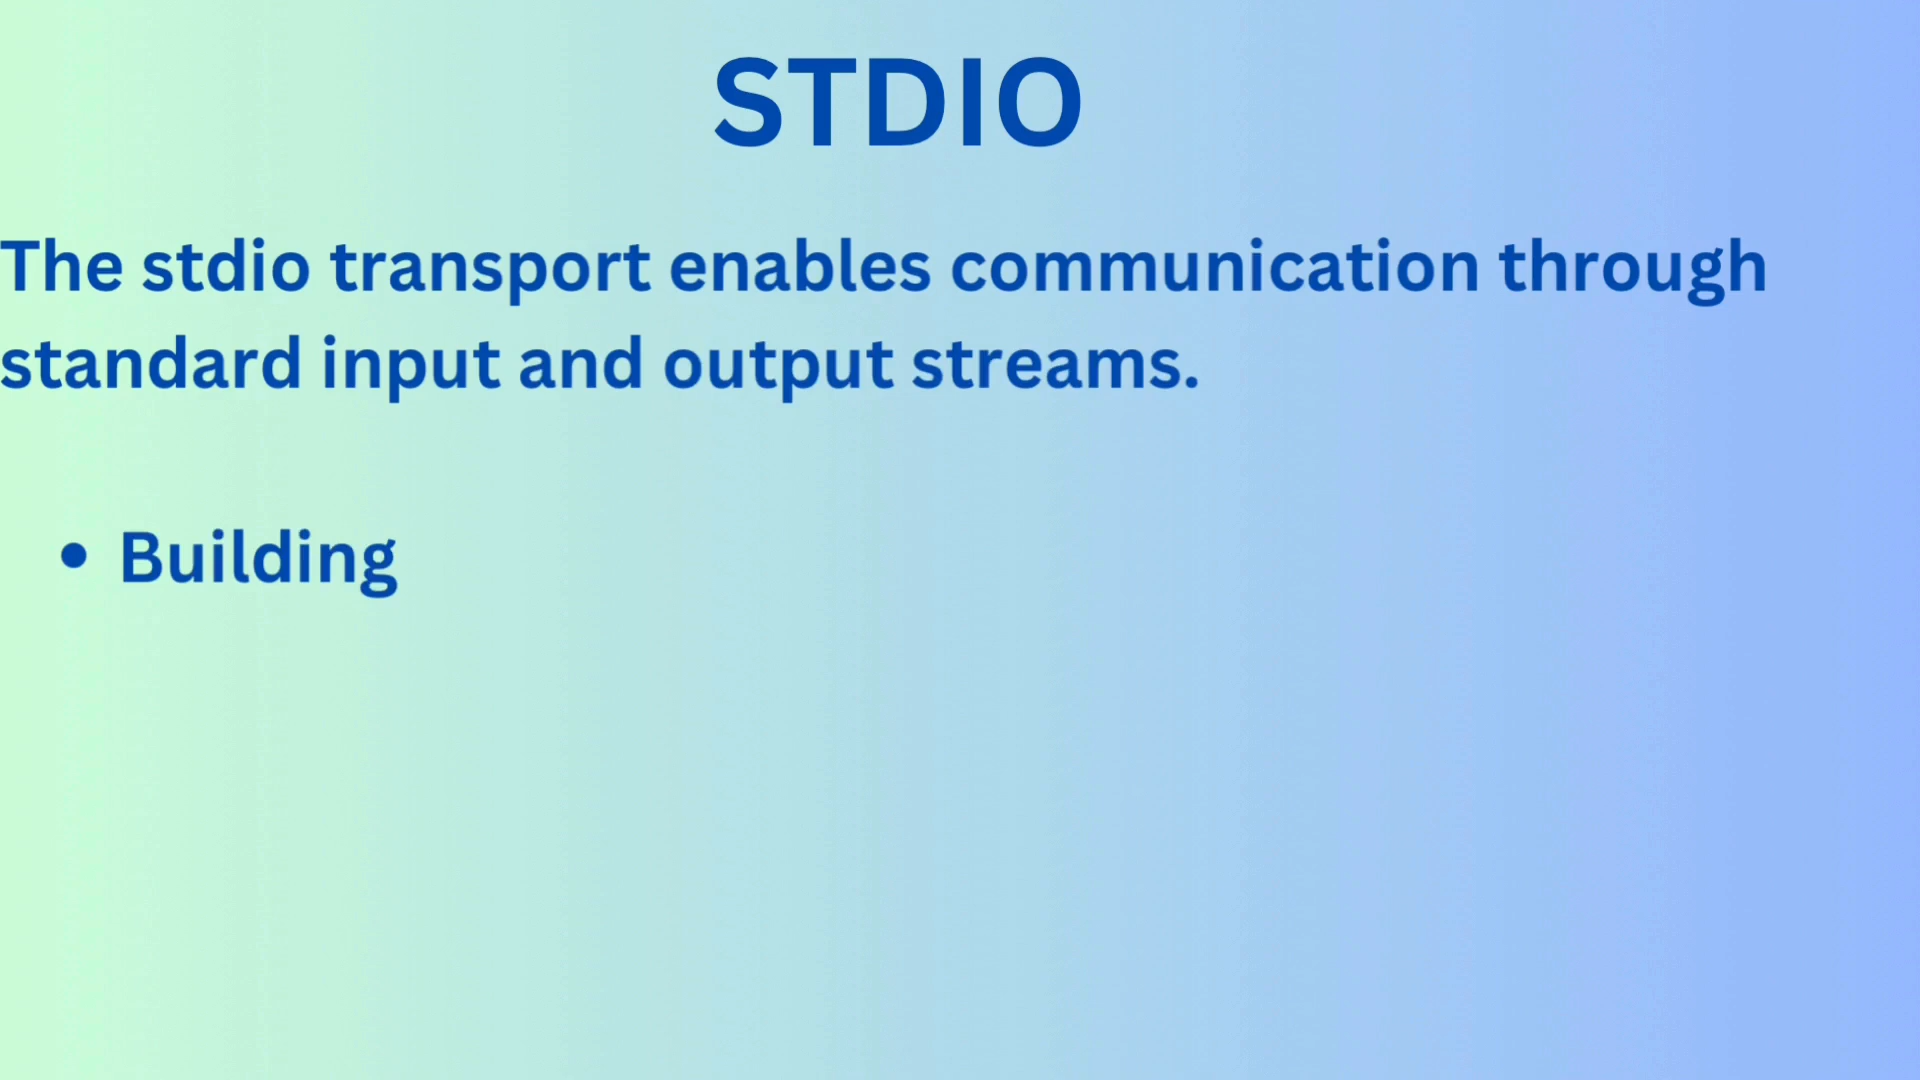 STDIO
The stdio transport enables communication through
standard input and output streams.
• Building